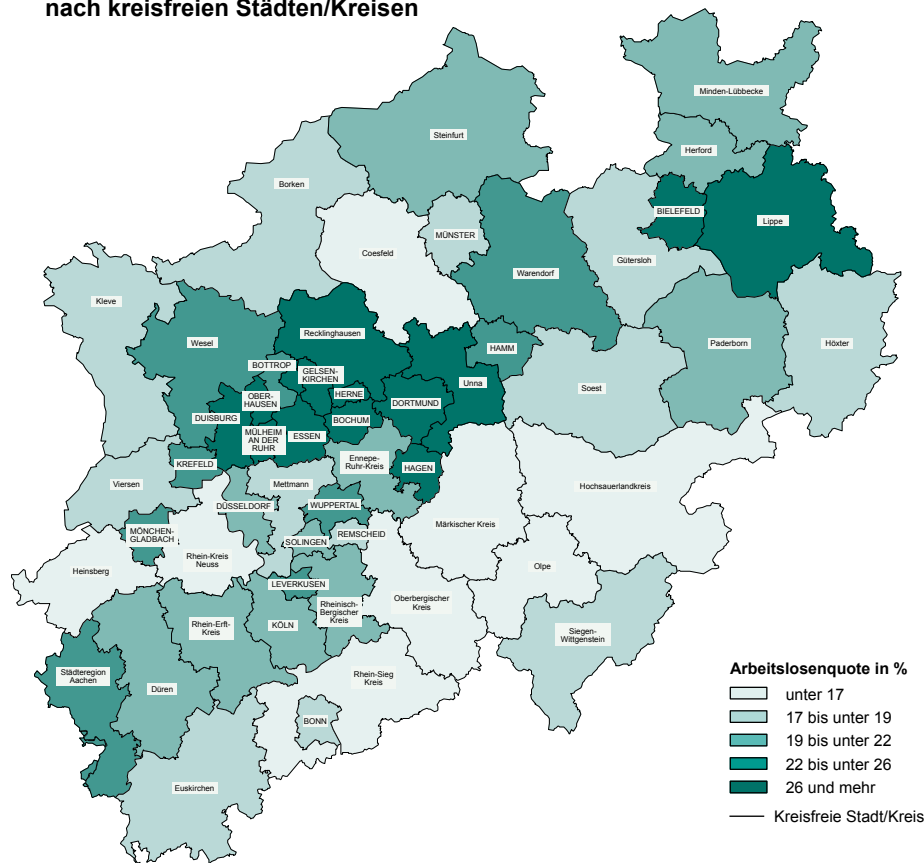 nach kreisfreien Städten/Kreisen
Minden-Lübbecke
Steinfurt
Herford
Borken
BIELEFELD
Lippe
MÜNSTER
Coesfeld
Gütersloh
Warendorf
Kleve
Recklinghausen
Wesel
HAMM
Paderborn
Höxter
BOTTROP
GELSEN-
KIRCHEN
Unna
Soest
HERNE
OBER-
HAUSEN
DORTMUND
DUISBURG
BOCHUM
MÜLHEIM
AN DER
RUHR
ESSEN
Ennepe-
Ruhr-Kreis
KREFELD
HAGEN
Viersen
Mettmann
Hochsauerlandkreis
DÜSSELDORF
WUPPERTAL
Märkischer Kreis
MÖNCHEN-
GLADBACH
REMSCHEID
SOLINGEN
Rhein-Kreis
Neuss
Olpe
Heinsberg
LEVERKUSEN
Oberbergischer
Kreis
Rheinisch-
Bergischer
Kreis
Rhein-Erft-
Kreis
KÖLN
Siegen-
Wittgenstein
Städteregion
Aachen
Rhein-Sieg
Kreis
Düren
BONN
Euskirchen
Arbeitslosenquote in %
unter 17
17 bis unter 19
19 bis unter 22
22 bis unter 26
26 und mehr
Kreisfreie Stadt/Kreis